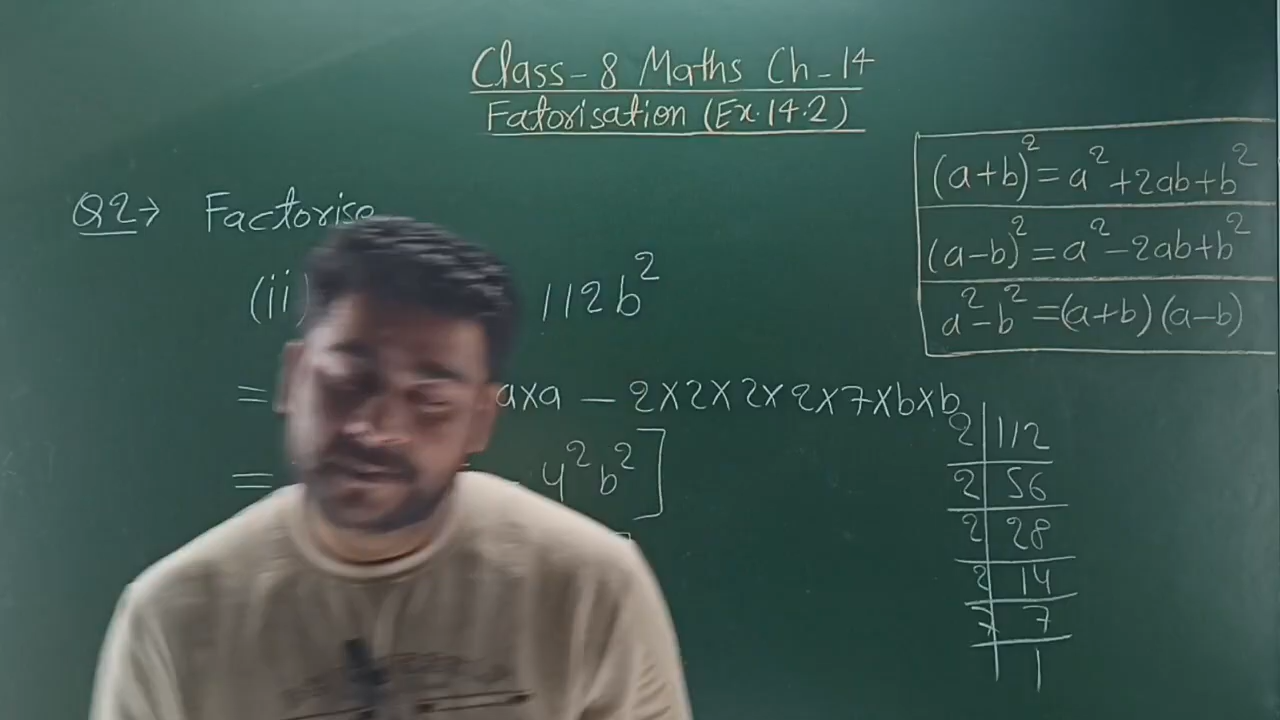 Class-8 Maths Ch-14
Fatorisation (Ex.14.2)
(a+b)²=a²+2ab+b²
(a-b)²=a²-2ab+b²
a²-b²=(a+b)(a-b)
Q2→ Factorise
(ii) 112b²
= axa - 2X2X2X2X7XbXb
= 4²b²]
2 | 112
2 | 56
2 | 28
2 | 14
7 | 7
| 1